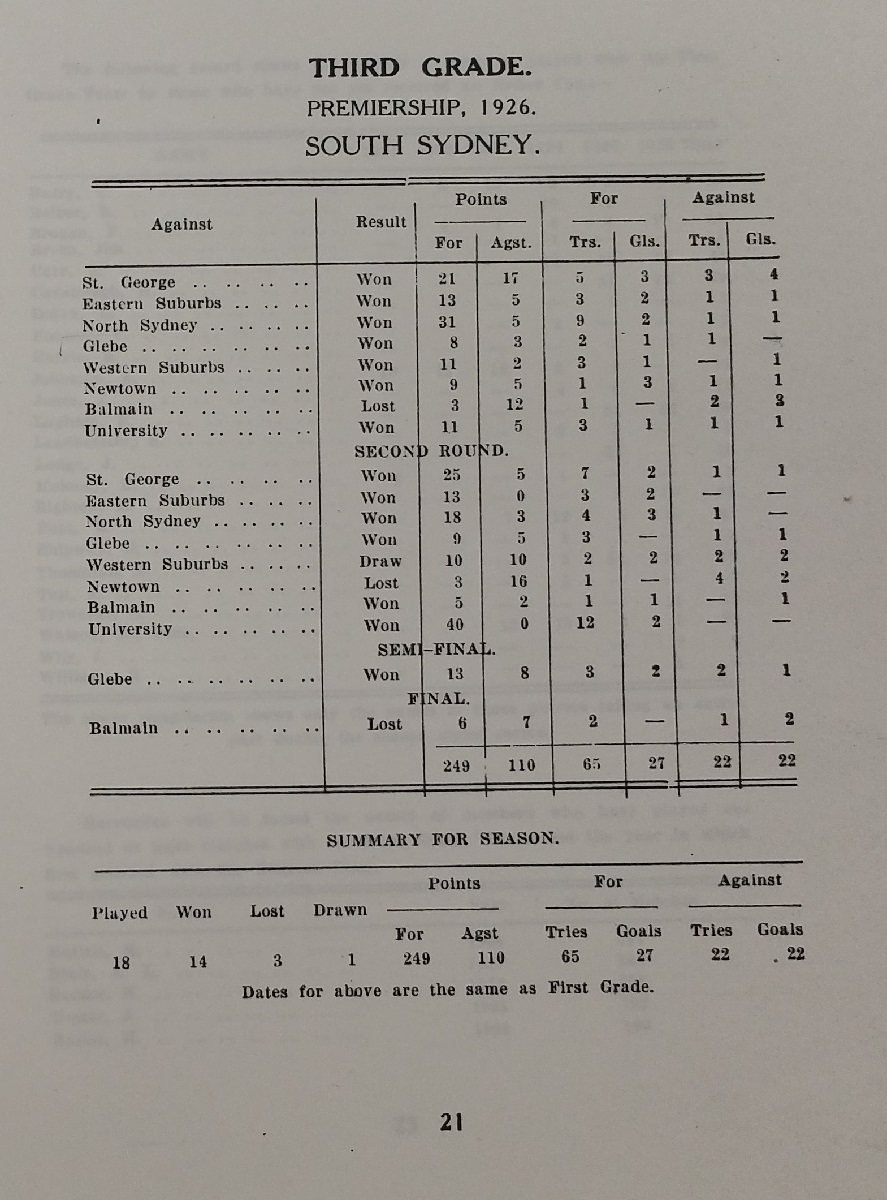 THIRD GRADE.
PREMIERSHIP, 1926.
SOUTH SYDNEY.
Against Result Points For Against
For Agst. Trs. Gls. Trs. Gls.
St. George .. .. .. .. Won 21 17 5 3 3 4
Eastern Suburbs .. .. .. Won 13 5 3 2 1 1
North Sydney .. .. .. .. Won 31 5 9 2 1 1
Glebe .. .. .. .. .. .. Won 8 3 2 1 1 —
Western Suburbs .. .. .. Won 11 2 3 1 — 1
Newtown .. .. .. .. .. Won 9 5 1 3 1 1
Balmain .. .. .. .. .. Lost 3 12 1 — 2 3
University .. .. .. .. .. Won 11 5 3 1 1 1
SECOND ROUND.
St. George .. .. .. .. Won 25 5 7 2 1 1
Eastern Suburbs .. .. .. Won 13 0 3 2 — —
North Sydney .. .. .. .. Won 18 3 4 3 1 —
Glebe .. .. .. .. .. .. Won 9 5 3 — 1 1
Western Suburbs .. .. .. Draw 10 10 2 2 2 2
Newtown .. .. .. .. .. Lost 3 16 1 — 4 2
Balmain .. .. .. .. .. Won 5 2 1 1 — 1
University .. .. .. .. .. Won 40 0 12 2 — —
SEMI-FINAL.
Glebe .. .. .. .. .. .. Won 13 8 3 2 2 1
FINAL.
Balmain .. .. .. .. .. Lost 6 7 2 — 1 2
249 110 65 27 22 22
SUMMARY FOR SEASON.
Points For Against
Played Won Lost Drawn
For Agst Tries Goals Tries Goals
18 14 3 1 249 110 65 27 22 22
Dates for above are the same as First Grade.
21